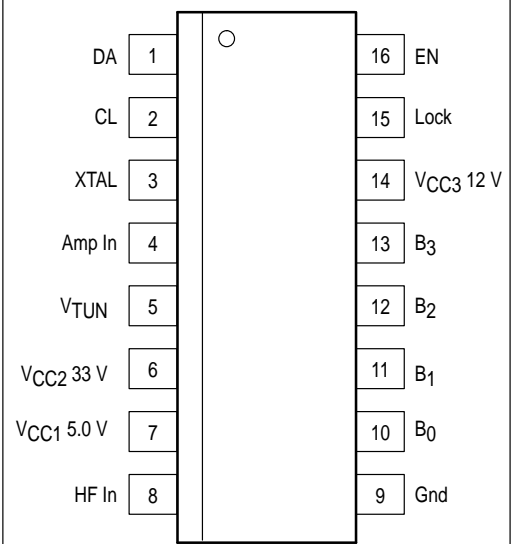 DA 1 16 EN
CL 2 15 Lock
XTAL 3 14 VCC3 12 V
Amp In 4 13 B3
VTUN 5 12 B2
VCC2 33 V 6 11 B1
VCC1 5.0 V 7 10 B0
HF In 8 9 Gnd